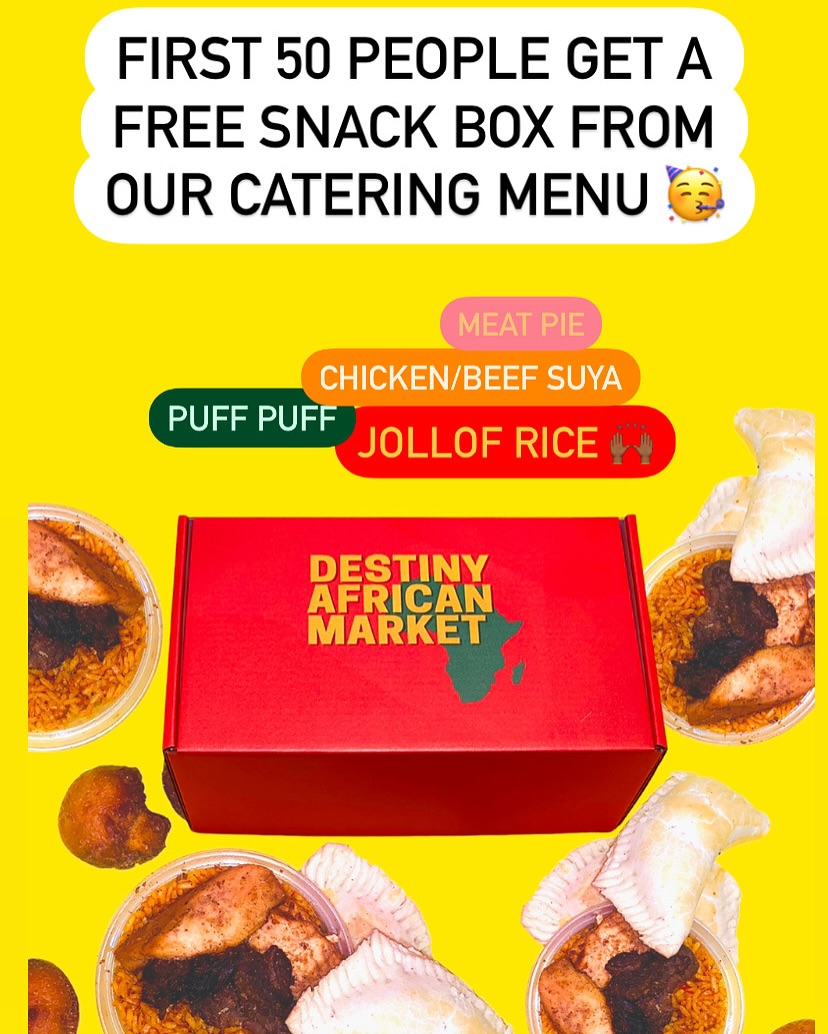 FIRST 50 PEOPLE GET A
FREE SNACK BOX FROM
OUR CATERING MENU 🥳
MEAT PIE
CHICKEN/BEEF SUYA
PUFF PUFF
JOLLOF RICE 🙌🏾
DESTINY
AFRICAN
MARKET